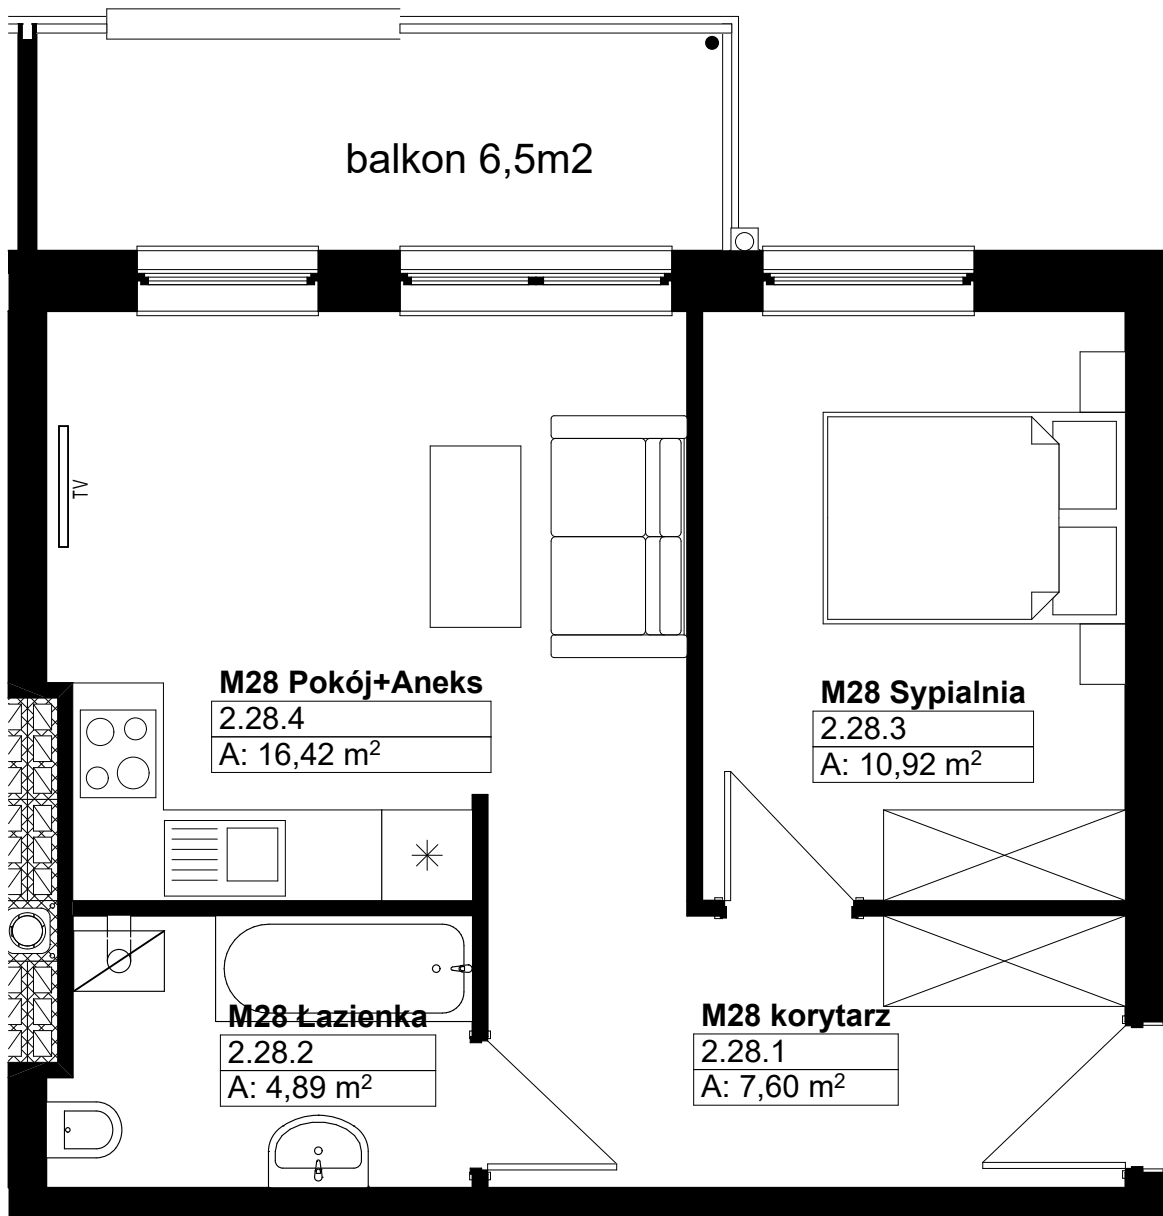 balkon 6,5m2
TV
M28 Pokój+Aneks
2.28.4
A: 16,42 m²
M28 Sypialnia
2.28.3
A: 10,92 m²
M28 Łazienka
2.28.2
A: 4,89 m²
M28 korytarz
2.28.1
A: 7,60 m²